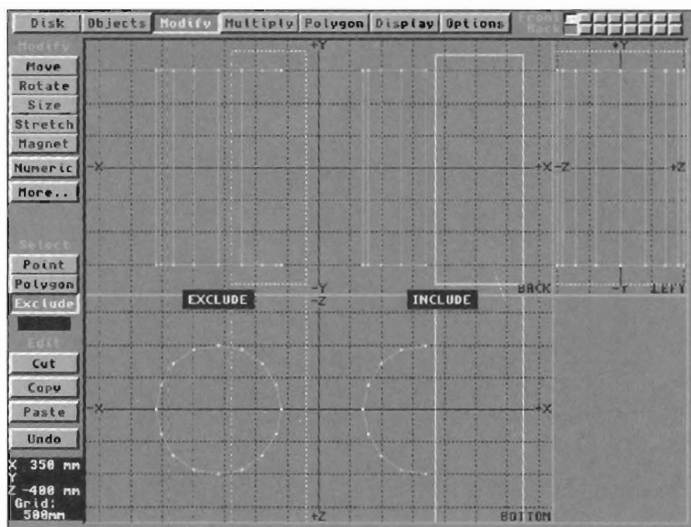 Disk Objects Modify Multiply Polygon Display Options Front
Back
Modify
Move
Rotate
Size
Stretch
Magnet
Numeric
More..
Select
Point
Polygon
Exclude
Edit
Cut
Copy
Paste
Undo
X 350 mm
Y
Z -400 mm
Grid:
500mm
+Y
+Y
-X
+X
-Z
+Z
-Y
BACK
-Y
LEFT
EXCLUDE
INCLUDE
-Z
-X
+X
+Z
BOTTOM